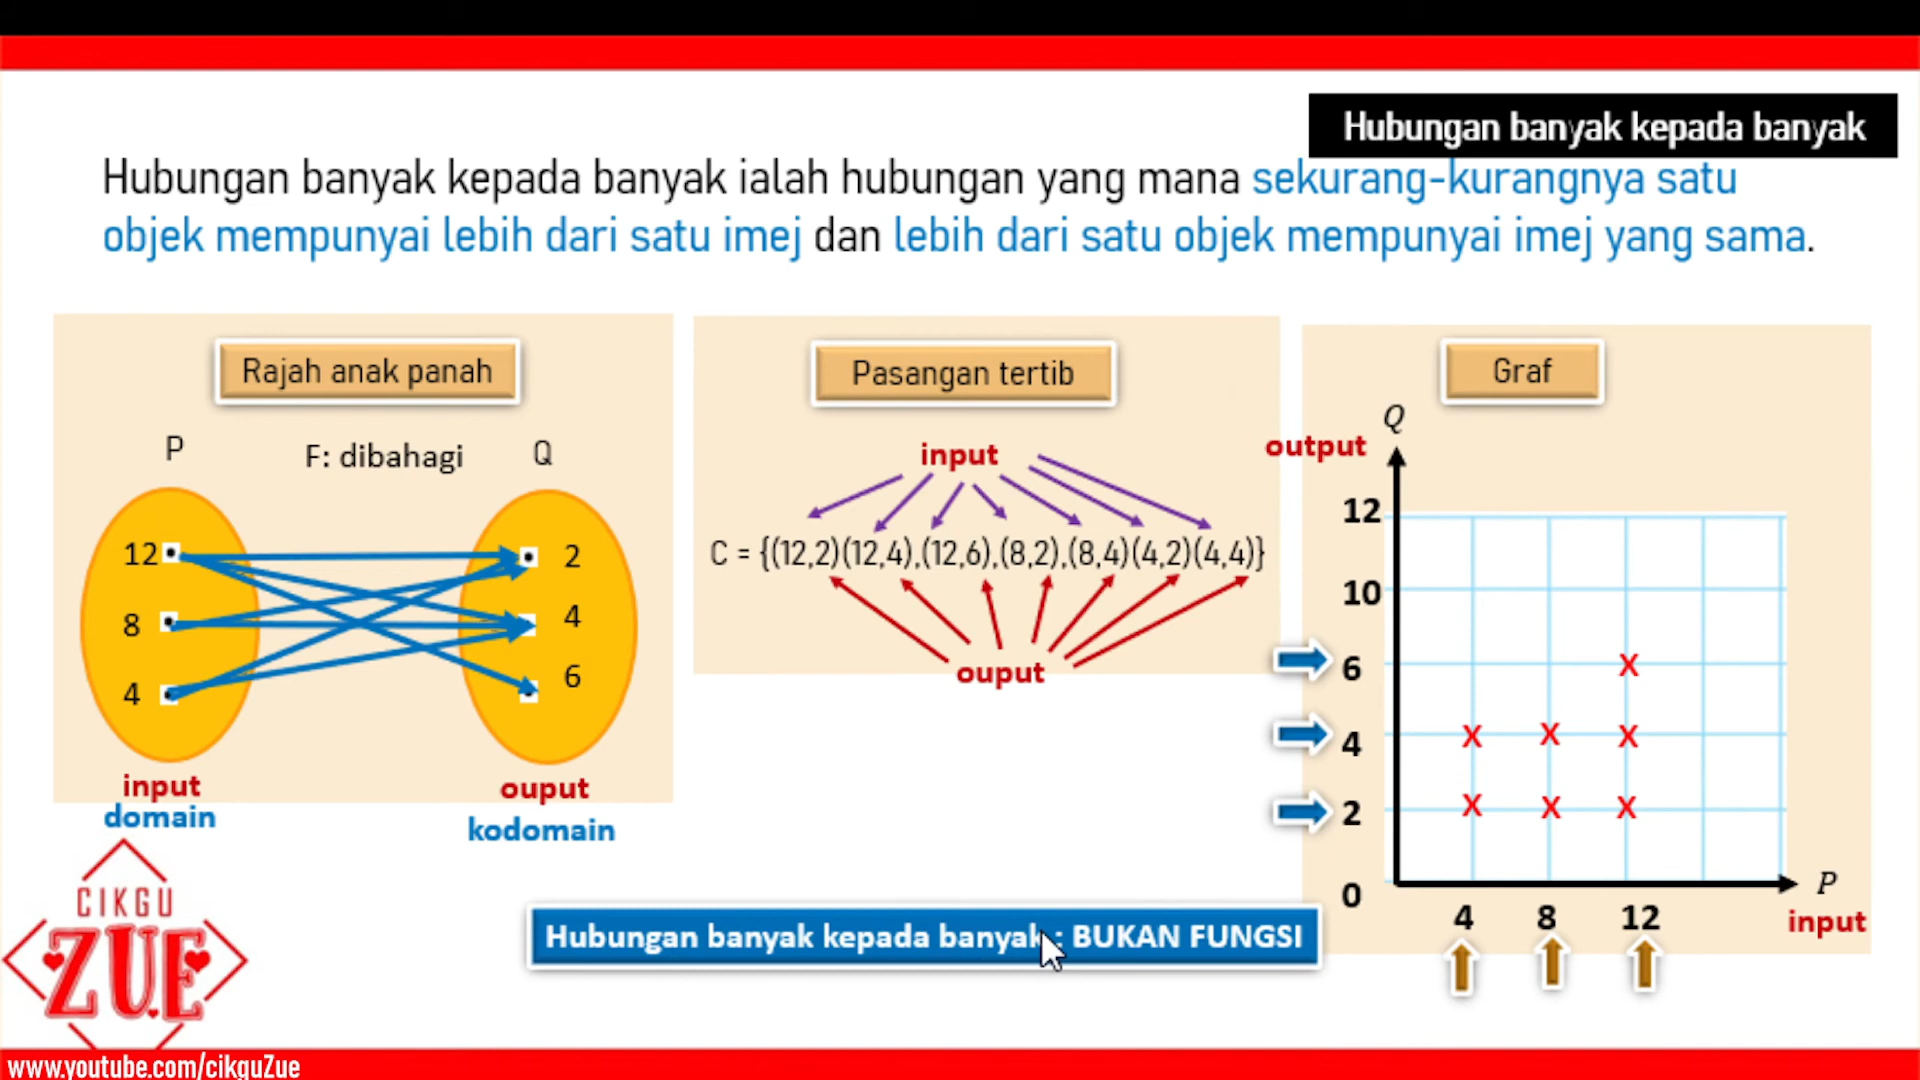 Hubungan banyak kepada banyak
Hubungan banyak kepada banyak ialah hubungan yang mana sekurang-kurangnya satu
objek mempunyai lebih dari satu imej dan lebih dari satu objek mempunyai imej yang sama.
Rajah anak panah
P
F: dibahagi
Q
12
8
4
2
4
6
input
domain
ouput
kodomain
Pasangan tertib
input
C = {(12,2)(12,4),(12,6),(8,2),(8,4)(4,2)(4,4)}
ouput
Graf
Q
output
12
10
6
4
2
0
x
x x x
x x x
4 8 12
P
input
Hubungan banyak kepada banyak : BUKAN FUNGSI
CIKGU
ZUE
www.youtube.com/cikguZue